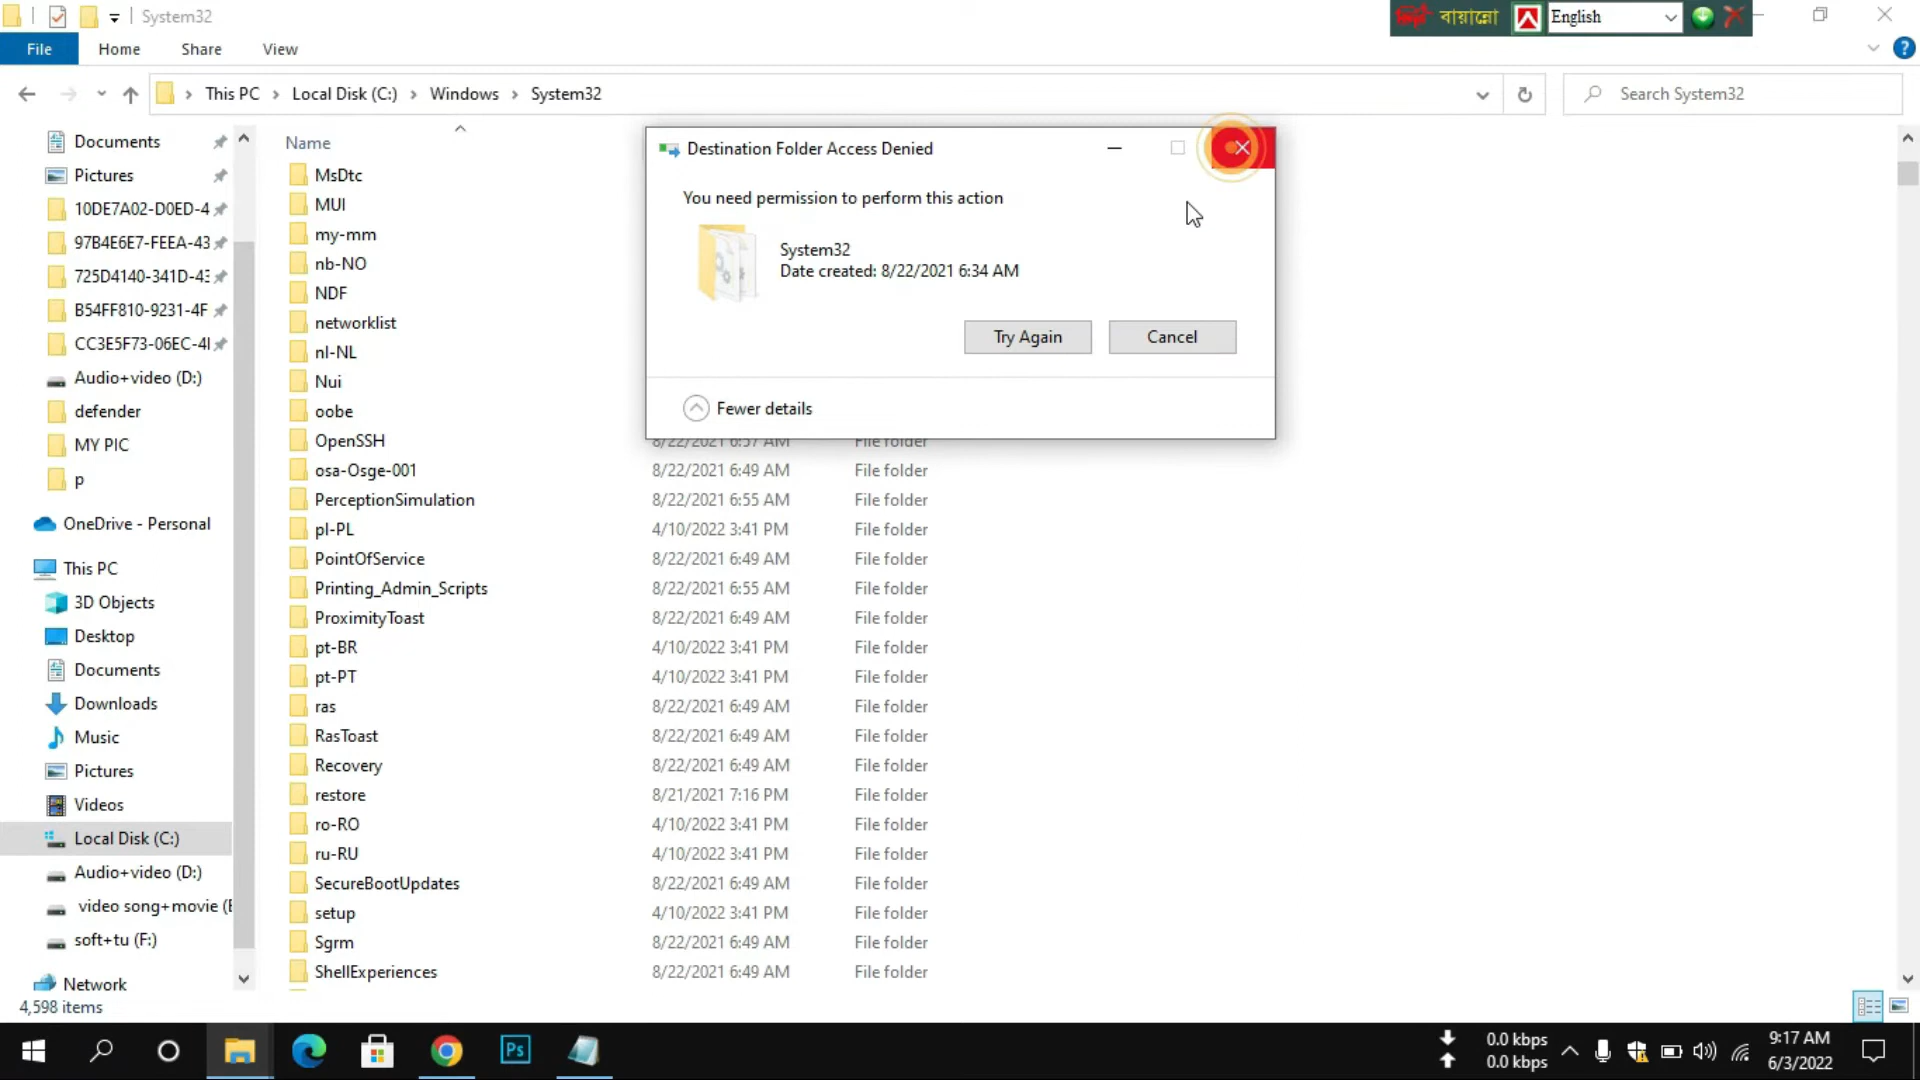 System32
বায়ান্নো
English
File
Home
Share
View
This PC
Local Disk (C:)
Windows
System32
Search System32
Documents
Pictures
10DE7A02-D0ED-4
97B4E6E7-FEEA-43
725D4140-341D-43
B54FF810-9231-4F
CC3E5F73-06EC-4
Audio+video (D:)
defender
MY PIC
p
OneDrive - Personal
This PC
3D Objects
Desktop
Documents
Downloads
Music
Pictures
Videos
Local Disk (C:)
Audio+video (D:)
video song+movie (
soft+tu (F:)
Network
4,598 items
Name
MsDtc
MUI
my-mm
nb-NO
NDF
networklist
nl-NL
Nui
oobe
OpenSSH 8/22/2021 6:57 AM File folder
osa-Osge-001 8/22/2021 6:49 AM File folder
PerceptionSimulation 8/22/2021 6:55 AM File folder
pl-PL 4/10/2022 3:41 PM File folder
PointOfService 8/22/2021 6:49 AM File folder
Printing_Admin_Scripts 8/22/2021 6:55 AM File folder
ProximityToast 8/22/2021 6:49 AM File folder
pt-BR 4/10/2022 3:41 PM File folder
pt-PT 4/10/2022 3:41 PM File folder
ras 8/22/2021 6:49 AM File folder
RasToast 8/22/2021 6:49 AM File folder
Recovery 8/22/2021 6:49 AM File folder
restore 8/21/2021 7:16 PM File folder
ro-RO 4/10/2022 3:41 PM File folder
ru-RU 4/10/2022 3:41 PM File folder
SecureBootUpdates 8/22/2021 6:49 AM File folder
setup 4/10/2022 3:41 PM File folder
Sgrm 8/22/2021 6:49 AM File folder
ShellExperiences 8/22/2021 6:49 AM File folder
Destination Folder Access Denied
You need permission to perform this action
System32
Date created: 8/22/2021 6:34 AM
Try Again
Cancel
Fewer details
Ps
0.0 kbps
0.0 kbps
9:17 AM
6/3/2022